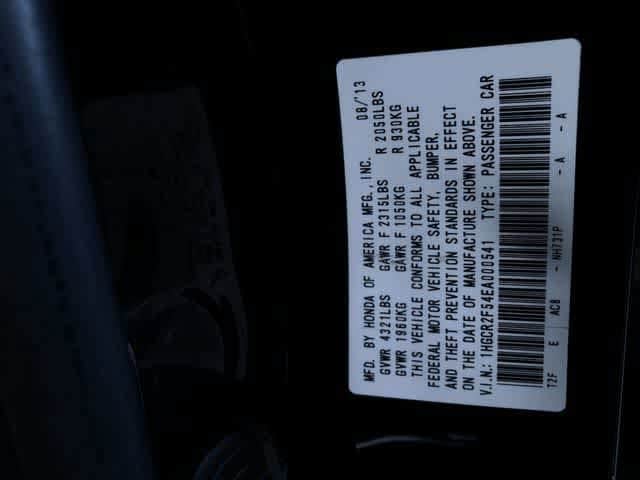 MFD. BY HONDA OF AMERICA MFG., INC. 08/'13
GVWR 4321LBS GAWR F 2315LBS R 2050LBS
GVWR 1960KG GAWR F 1050KG R 930KG
THIS VEHICLE CONFORMS TO ALL APPLICABLE
FEDERAL MOTOR VEHICLE SAFETY, BUMPER,
AND THEFT PREVENTION STANDARDS IN EFFECT
ON THE DATE OF MANUFACTURE SHOWN ABOVE.
V.I.N.: 1HGCR2F54EA000541 TYPE: PASSENGER CAR
T2F E ACB - NH731P - A - A